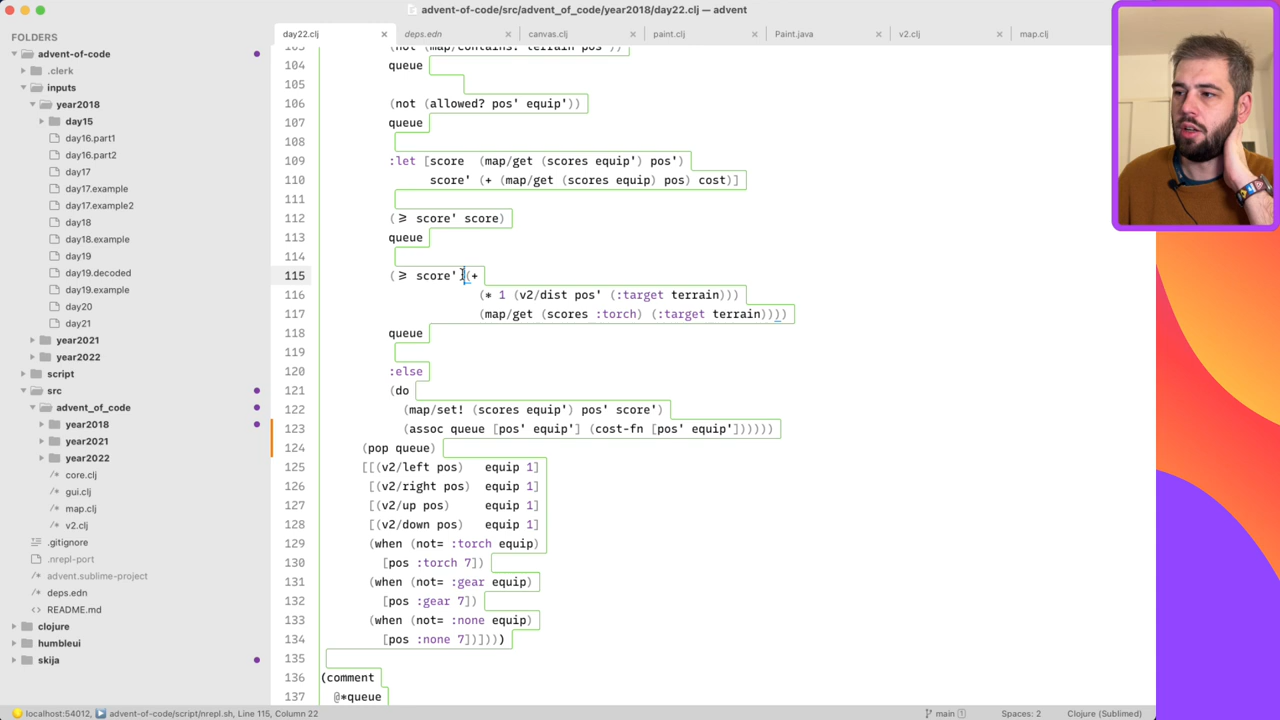 advent-of-code/src/advent_of_code/year2018/day22.clj — advent
FOLDERS
advent-of-code
.clerk
inputs
year2018
day15
day16.part1
day16.part2
day17
day17.example
day17.example2
day18
day18.example
day19
day19.decoded
day19.example
day20
day21
year2021
year2022
script
src
advent_of_code
year2018
year2021
year2022
/* core.clj
/* gui.clj
/* map.clj
/* v2.clj
.gitignore
.nrepl-port
advent.sublime-project
deps.edn
<> README.md
clojure
humbleui
skija
day22.clj × deps.edn × canvas.clj × paint.clj × Paint.java × v2.clj × map.clj
103 (not (map/contains? terrain pos'))
104 queue
105
106 (not (allowed? pos' equip'))
107 queue
108
109 :let [score  (map/get (scores equip') pos')
110 score' (+ (map/get (scores equip) pos) cost)]
111
112 (≥ score' score)
113 queue
114
115 (≥ score' (+
116 (* 1 (v2/dist pos' (:target terrain)))
117 (map/get (scores :torch) (:target terrain))))
118 queue
119
120 :else
121 (do
122 (map/set! (scores equip') pos' score')
123 (assoc queue [pos' equip'] (cost-fn [pos' equip'])))))
124 (pop queue)
125 [[(v2/left pos)   equip 1]
126 [(v2/right pos)  equip 1]
127 [(v2/up pos)     equip 1]
128 [(v2/down pos)   equip 1]
129 (when (not= :torch equip)
130 [pos :torch 7])
131 (when (not= :gear equip)
132 [pos :gear 7])
133 (when (not= :none equip)
134 [pos :none 7])])))
135
136 (comment
137 @*queue
localhost:54012, advent-of-code/script/nrepl.sh, Line 115, Column 22 main 1 Spaces: 2 Clojure (Sublimed)